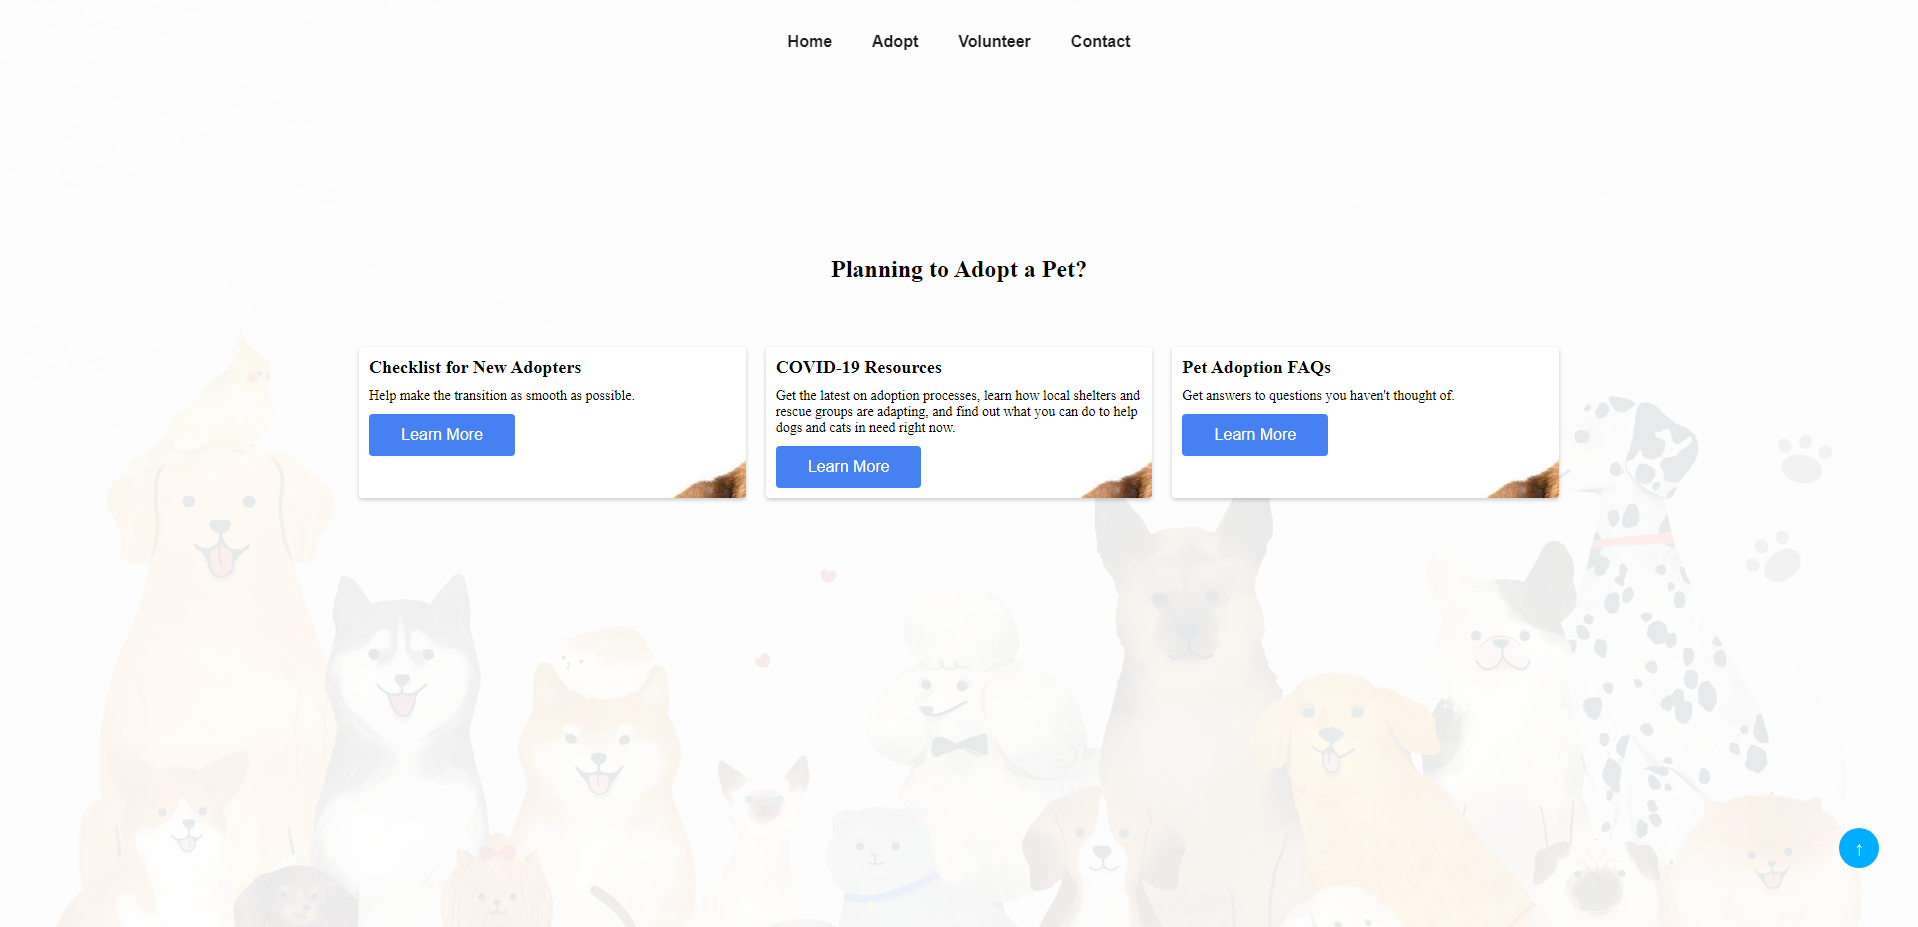 Home Adopt Volunteer Contact
Planning to Adopt a Pet?
Checklist for New Adopters
Help make the transition as smooth as possible.
Learn More
COVID-19 Resources
Get the latest on adoption processes, learn how local shelters and
rescue groups are adapting, and find out what you can do to help
dogs and cats in need right now.
Learn More
Pet Adoption FAQs
Get answers to questions you haven't thought of.
Learn More
↑